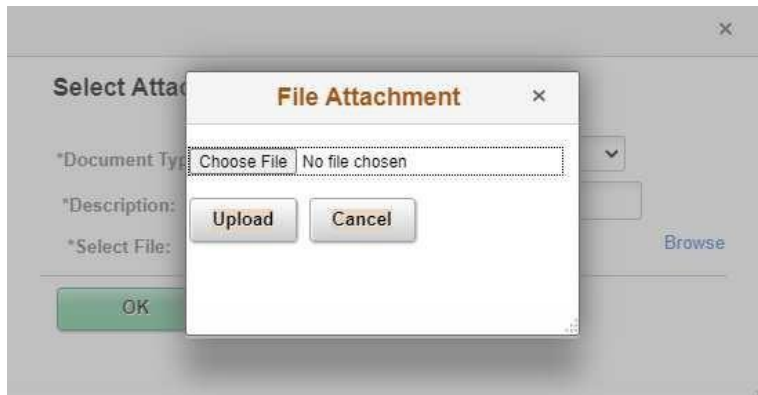 ×
Select Attac
File Attachment ×
*Document Typ
Choose File No file chosen
*Description:
Upload Cancel
*Select File:
Browse
OK